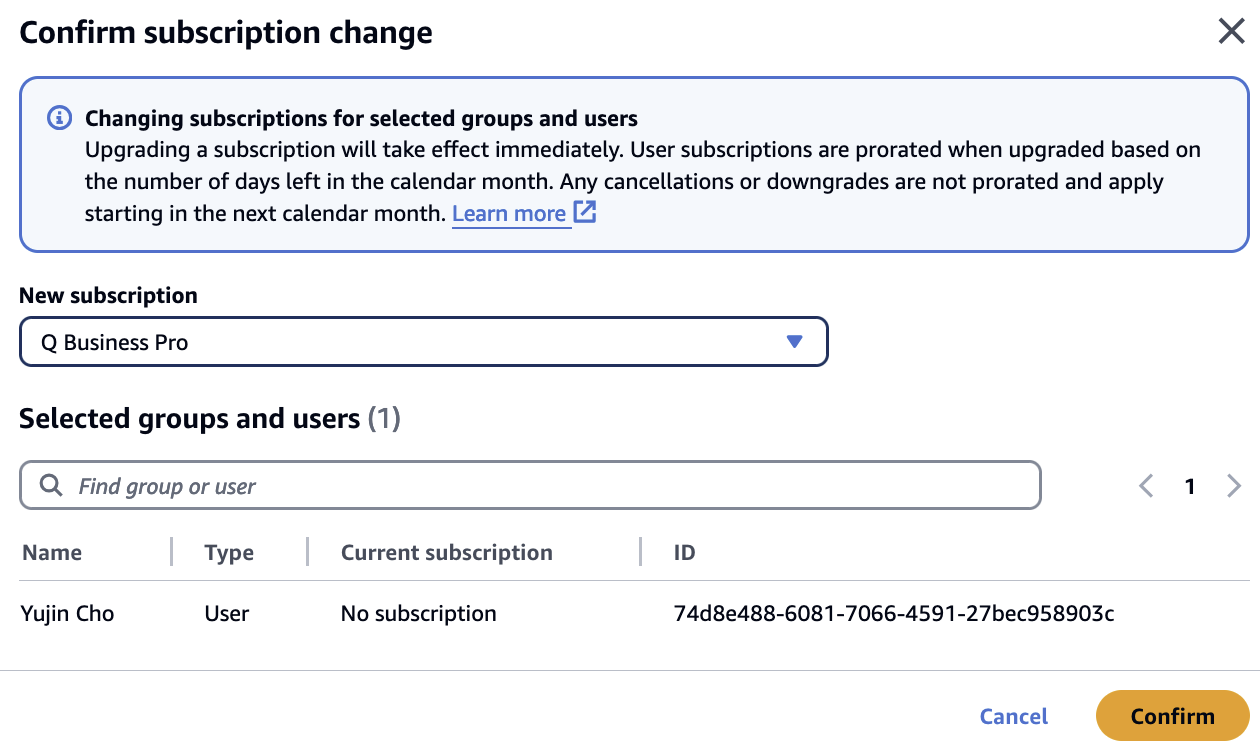 Confirm subscription change
Changing subscriptions for selected groups and users
Upgrading a subscription will take effect immediately. User subscriptions are prorated when upgraded based on
the number of days left in the calendar month. Any cancellations or downgrades are not prorated and apply
starting in the next calendar month. Learn more
New subscription
Q Business Pro
Selected groups and users (1)
Find group or user
1
Name Type Current subscription ID
Yujin Cho User No subscription 74d8e488-6081-7066-4591-27bec958903c
Cancel Confirm